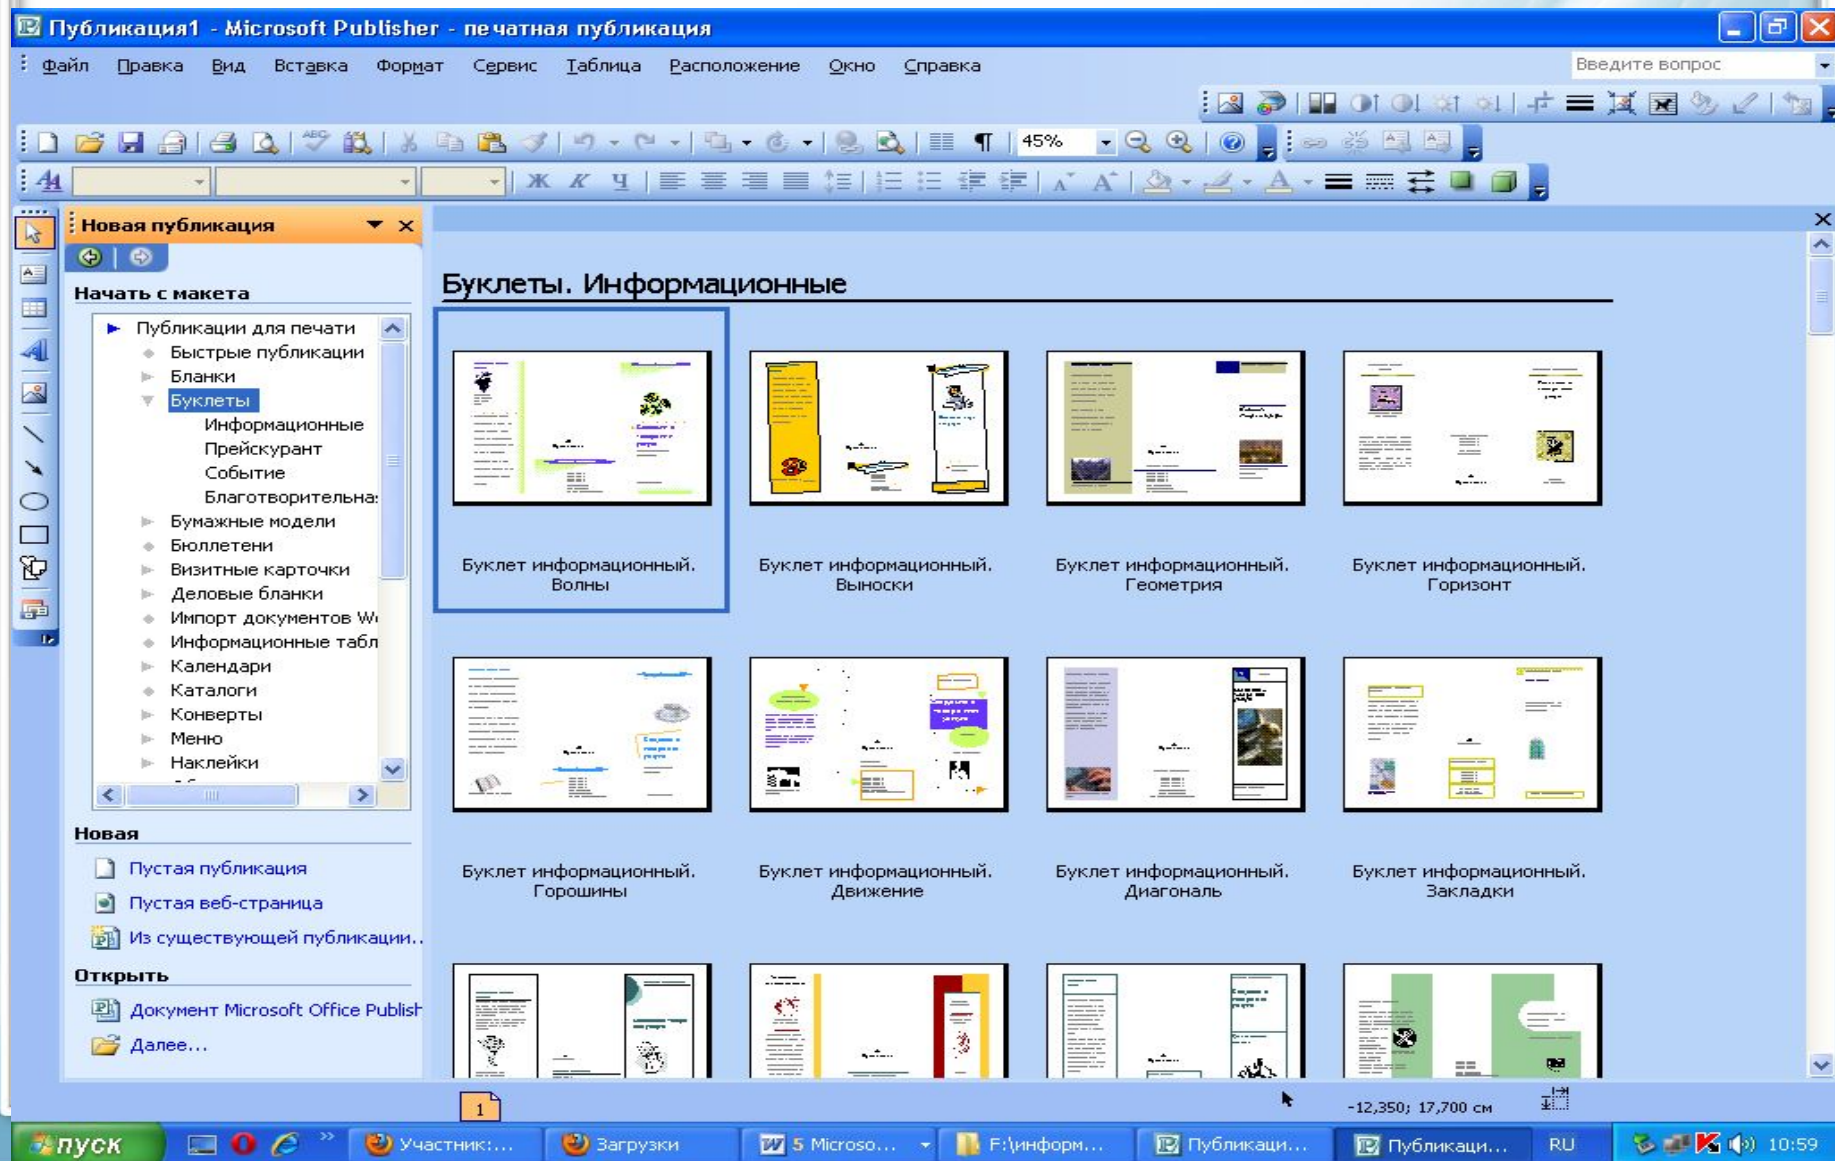 Публикация1 - Microsoft Publisher - печатная публикация
Файл Правка Вид Вставка Формат Сервис Таблица Расположение Окно Справка
Введите вопрос
45%
Ж К Ч
Новая публикация
Начать с макета
Публикации для печати
Быстрые публикации
Бланки
Буклеты
Информационные
Прейскурант
Событие
Благотворительна
Бумажные модели
Бюллетени
Визитные карточки
Деловые бланки
Импорт документов W
Информационные табл
Календари
Каталоги
Конверты
Меню
Наклейки
Новая
Пустая публикация
Пустая веб-страница
Из существующей публикации..
Открыть
Документ Microsoft Office Publish
Далее...
Буклеты. Информационные
Буклет информационный. Волны
Буклет информационный. Выноски
Буклет информационный. Геометрия
Буклет информационный. Горизонт
Буклет информационный. Горошины
Буклет информационный. Движение
Буклет информационный. Диагональ
Буклет информационный. Закладки
1
-12,350; 17,700 см
пуск
Участник:...
Загрузки
5 Microso...
F:\информ...
Публикаци...
Публикаци...
RU
10:59